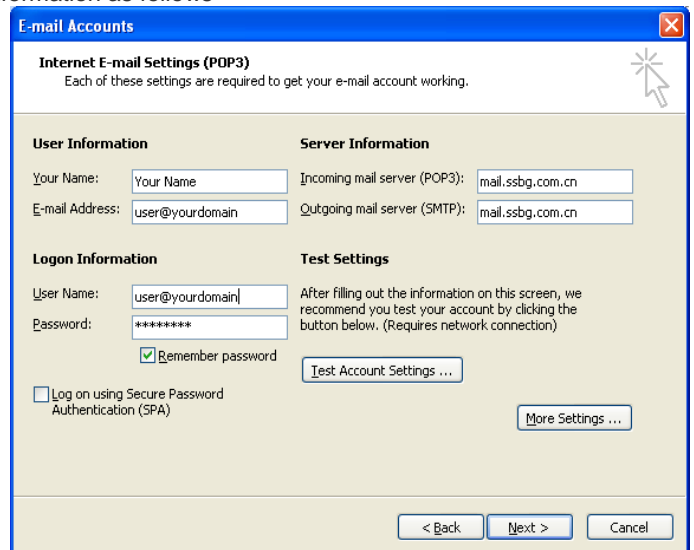 ormation as follows
E-mail Accounts
Internet E-mail Settings (POP3)
Each of these settings are required to get your e-mail account working.
User Information
Your Name: Your Name
E-mail Address: user@yourdomain
Server Information
Incoming mail server (POP3): mail.ssbg.com.cn
Outgoing mail server (SMTP): mail.ssbg.com.cn
Logon Information
User Name: user@yourdomain
Password: ********
Remember password
Log on using Secure Password
Authentication (SPA)
Test Settings
After filling out the information on this screen, we
recommend you test your account by clicking the
button below. (Requires network connection)
Test Account Settings ...
More Settings ...
< Back Next > Cancel